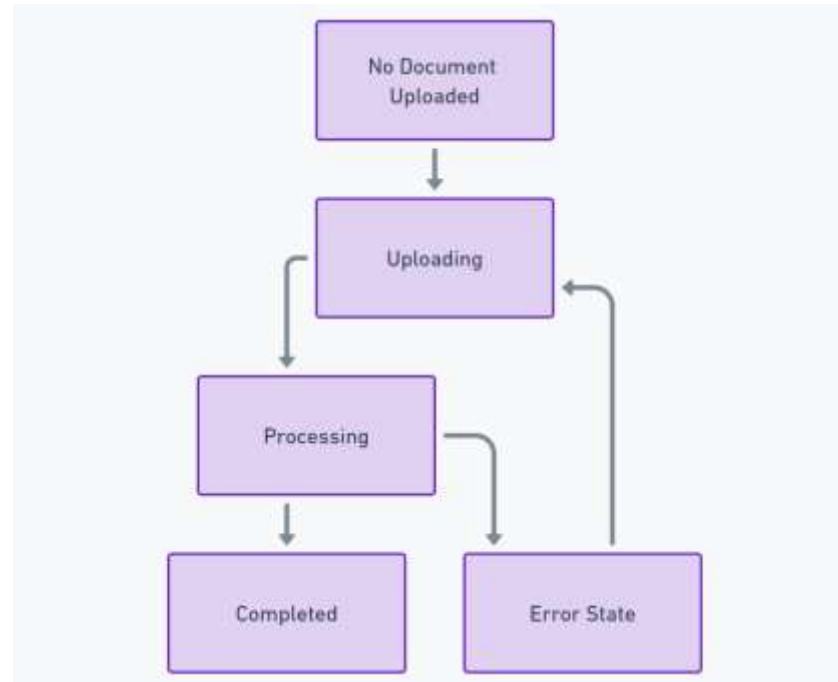 No Document
Uploaded
Uploading
Processing
Completed
Error State